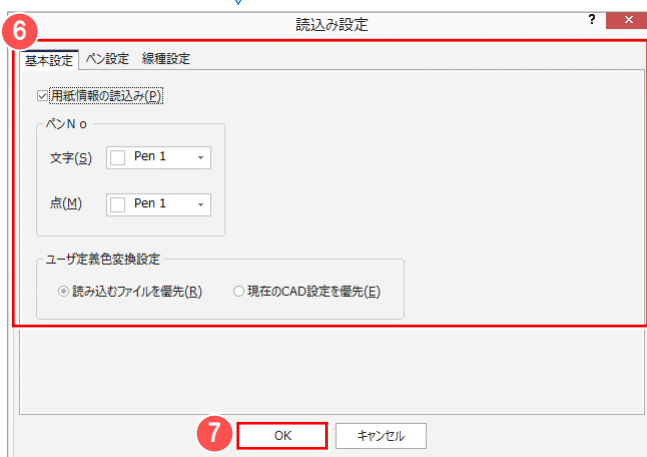 読込み設定
? ×
6
基本設定 ペン設定 線種設定
用紙情報の読込み(P)
ペンNo
文字(S) Pen 1
点(M) Pen 1
ユーザ定義色変換設定
読み込むファイルを優先(R) 現在のCAD設定を優先(E)
7 OK キャンセル